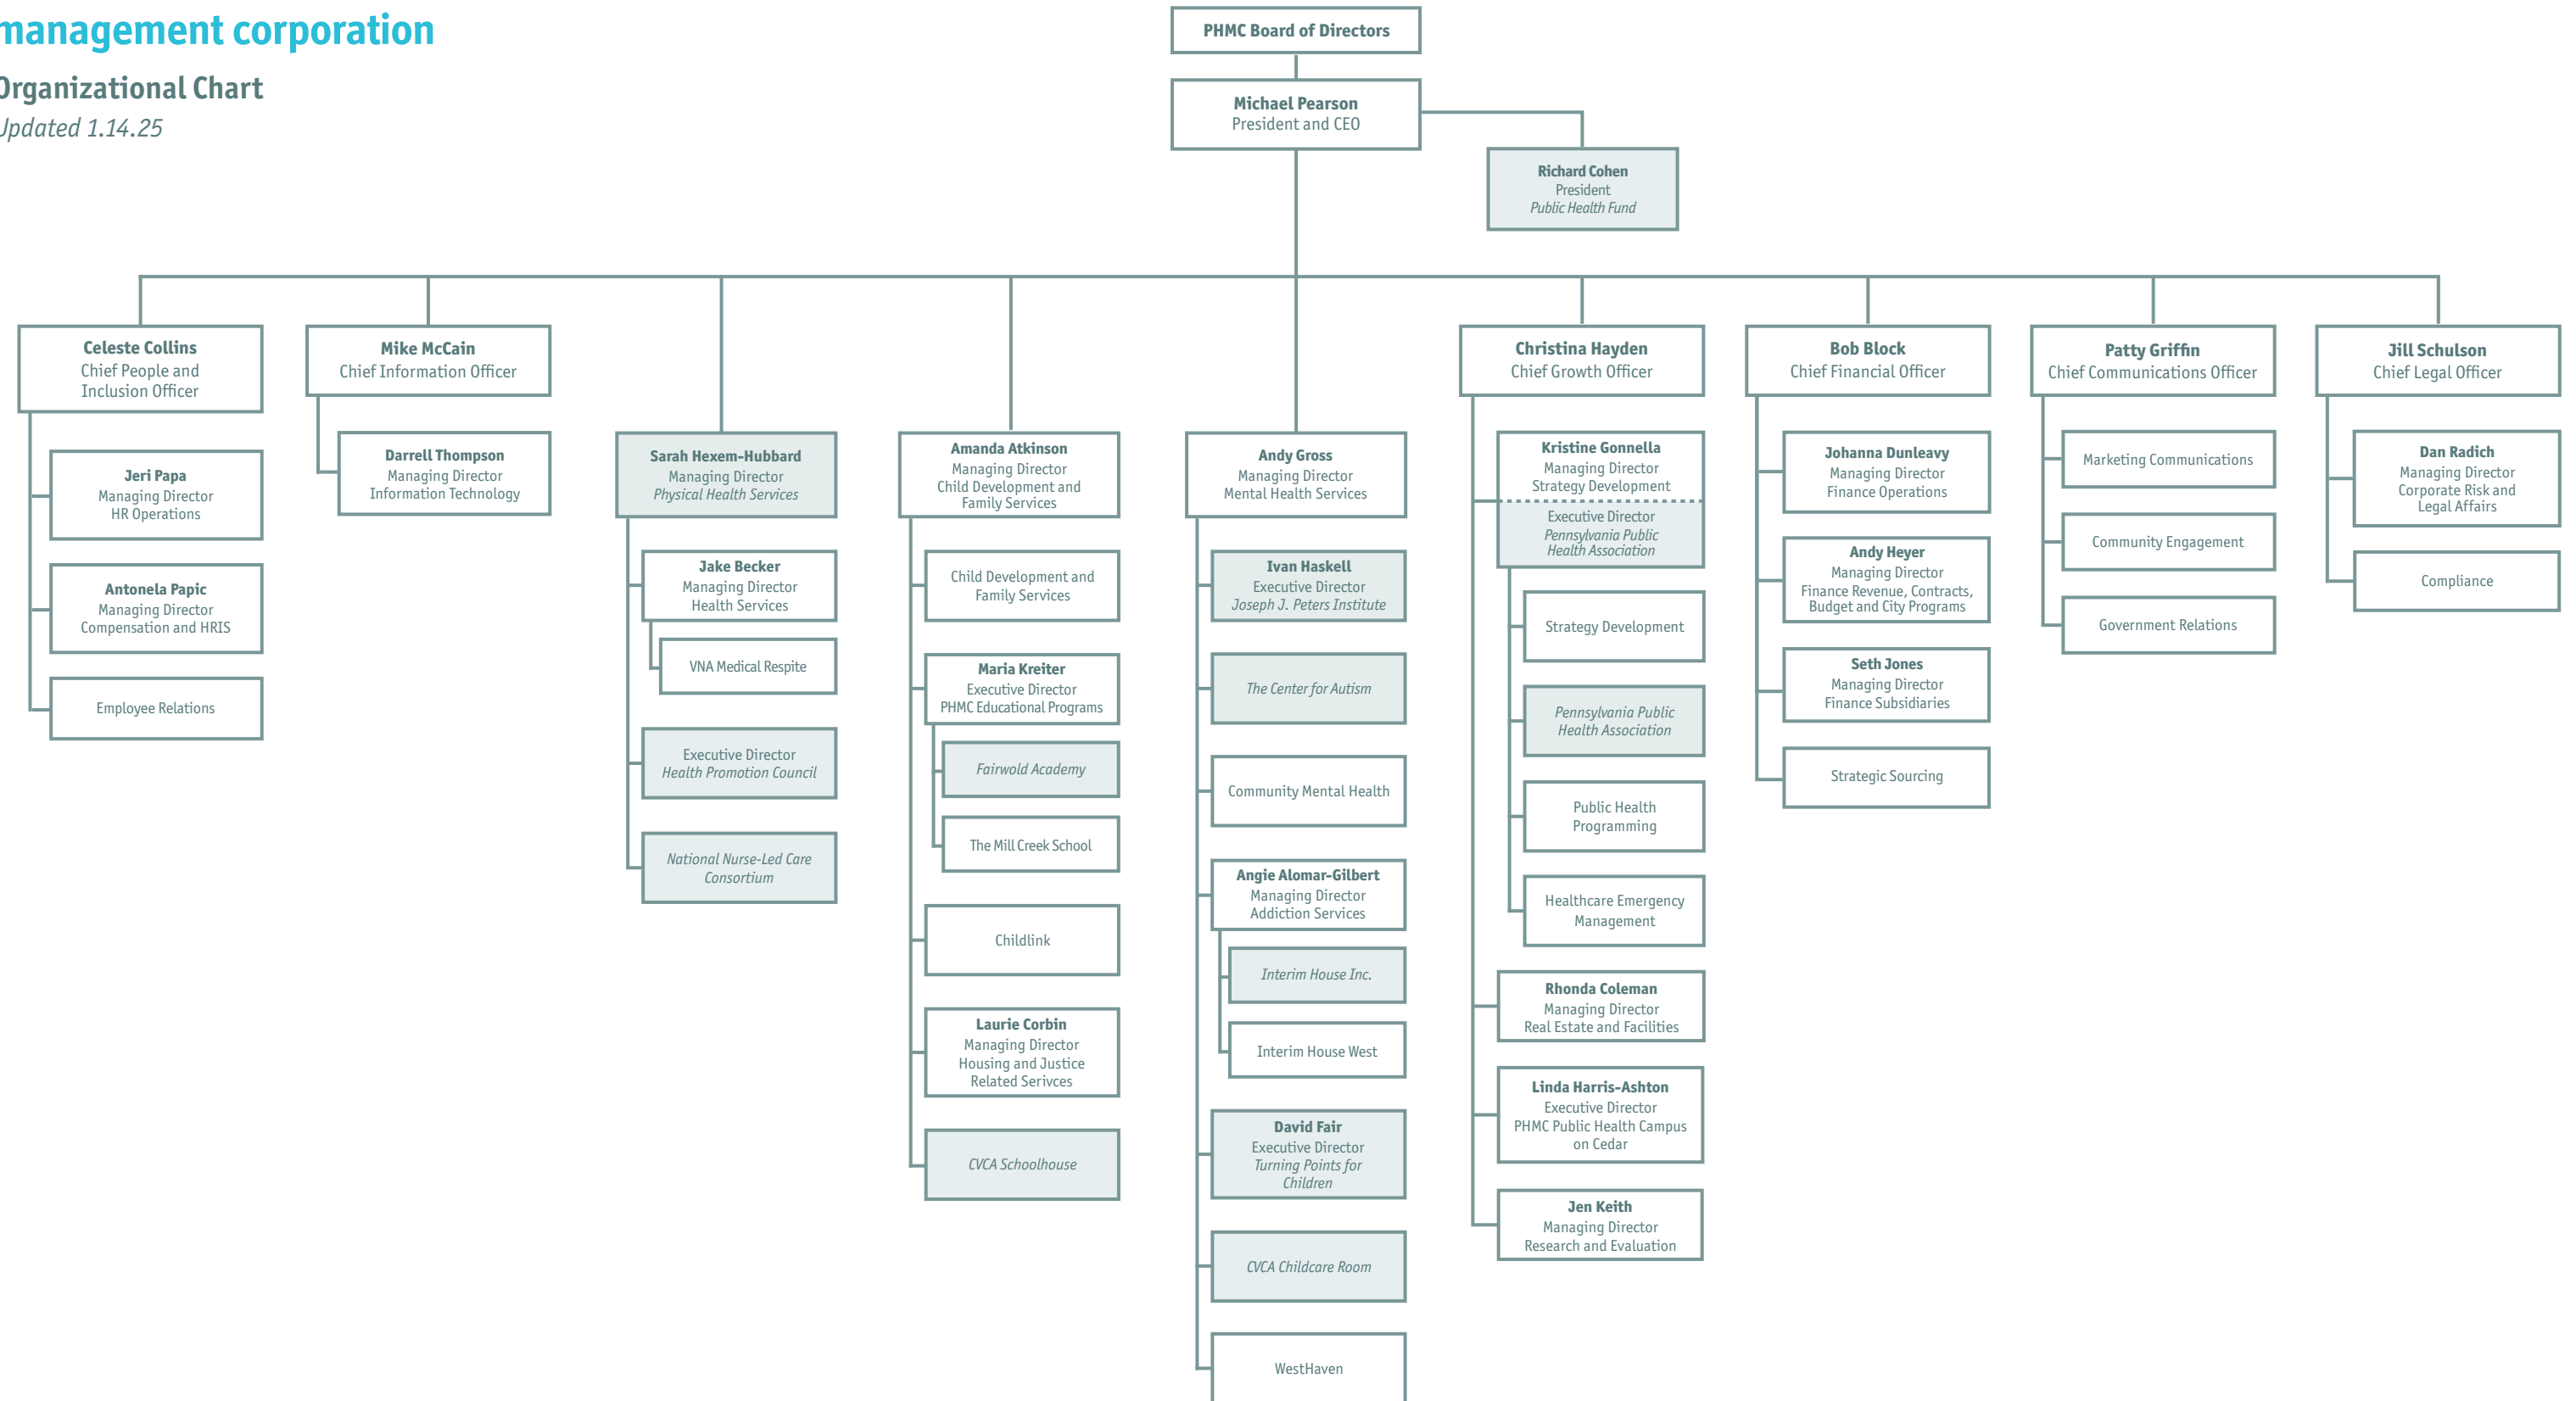 management corporation
Organizational Chart
Updated 1.14.25
PHMC Board of Directors
Michael Pearson
President and CEO
Richard Cohen
President
Public Health Fund
Celeste Collins
Chief People and
Inclusion Officer
Jeri Papa
Managing Director
HR Operations
Antonela Papic
Managing Director
Compensation and HRIS
Employee Relations
Mike McCain
Chief Information Officer
Darrell Thompson
Managing Director
Information Technology
Sarah Hexem-Hubbard
Managing Director
Physical Health Services
Jake Becker
Managing Director
Health Services
VNA Medical Respite
Executive Director
Health Promotion Council
National Nurse-Led Care
Consortium
Amanda Atkinson
Managing Director
Child Development and
Family Services
Child Development and
Family Services
Maria Kreiter
Executive Director
PHMC Educational Programs
Fairwold Academy
The Mill Creek School
Childlink
Laurie Corbin
Managing Director
Housing and Justice
Related Serivces
CVCA Schoolhouse
Andy Gross
Managing Director
Mental Health Services
Ivan Haskell
Executive Director
Joseph J. Peters Institute
The Center for Autism
Community Mental Health
Angie Alomar-Gilbert
Managing Director
Addiction Services
Interim House Inc.
Interim House West
David Fair
Executive Director
Turning Points for
Children
CVCA Childcare Room
WestHaven
Christina Hayden
Chief Growth Officer
Kristine Gonnella
Managing Director
Strategy Development
Executive Director
Pennsylvania Public
Health Association
Strategy Development
Pennsylvania Public
Health Association
Public Health
Programming
Healthcare Emergency
Management
Rhonda Coleman
Managing Director
Real Estate and Facilities
Linda Harris-Ashton
Executive Director
PHMC Public Health Campus
on Cedar
Jen Keith
Managing Director
Research and Evaluation
Bob Block
Chief Financial Officer
Johanna Dunleavy
Managing Director
Finance Operations
Andy Heyer
Managing Director
Finance Revenue, Contracts,
Budget and City Programs
Seth Jones
Managing Director
Finance Subsidiaries
Strategic Sourcing
Patty Griffin
Chief Communications Officer
Marketing Communications
Community Engagement
Government Relations
Jill Schulson
Chief Legal Officer
Dan Radich
Managing Director
Corporate Risk and
Legal Affairs
Compliance